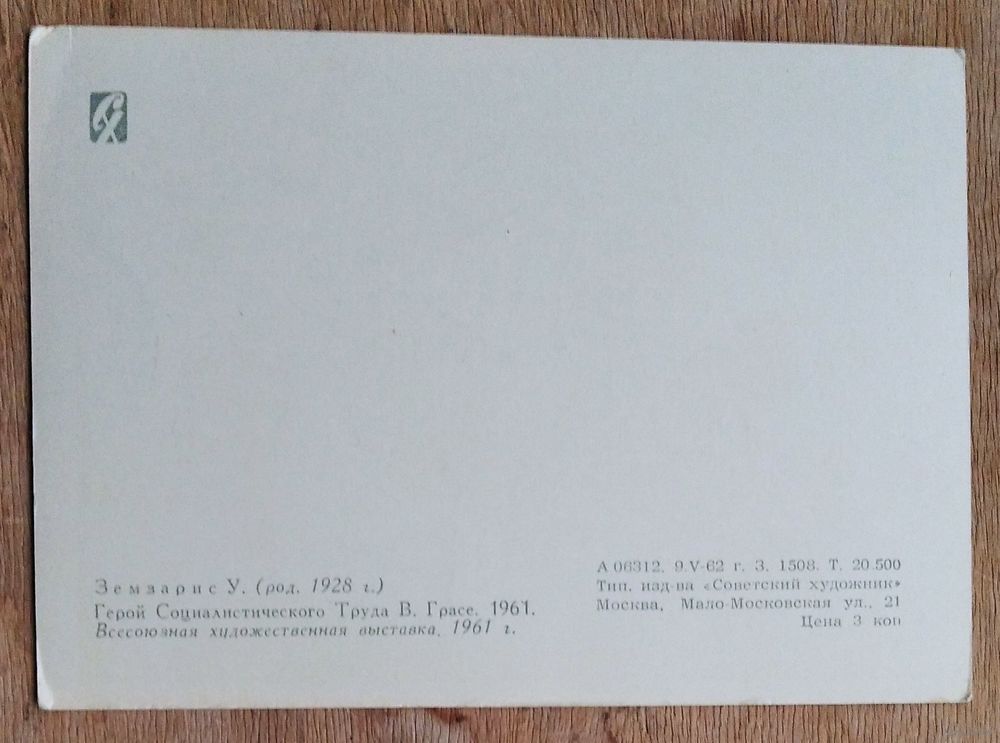 СХ
Земзарис У. (род. 1928 г.)
Герой Социалистического Труда В. Грасе. 1961.
Всесоюзная художественная выставка, 1961 г.
А 06312. 9.V-62 г. З. 1508. Т. 20 500
Тип. изд-ва «Советский художник»
Москва, Мало-Московская ул., 21
Цена 3 коп